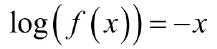 log(f(x)) = −x